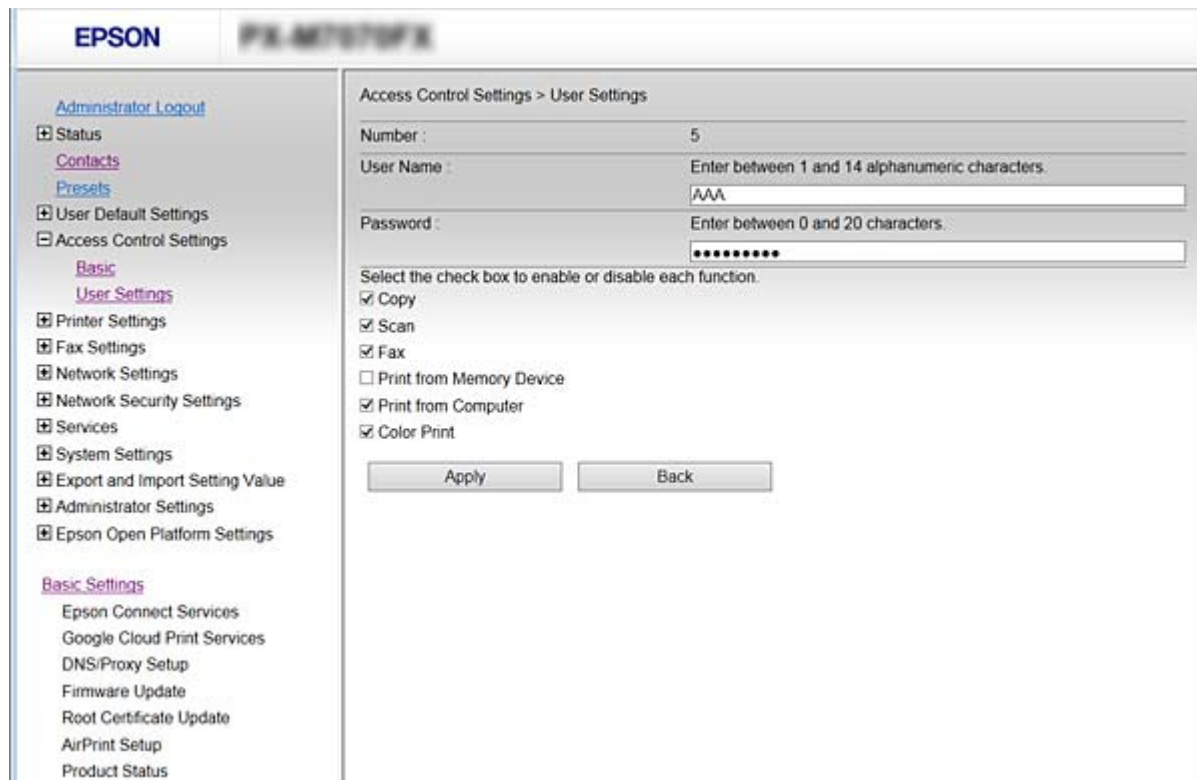 EPSON
Administrator Logout
Status
Contacts
Presets
User Default Settings
Access Control Settings
Basic
User Settings
Printer Settings
Fax Settings
Network Settings
Network Security Settings
Services
System Settings
Export and Import Setting Value
Administrator Settings
Epson Open Platform Settings
Basic Settings
Epson Connect Services
Google Cloud Print Services
DNS/Proxy Setup
Firmware Update
Root Certificate Update
AirPrint Setup
Product Status
Access Control Settings > User Settings
Number : 5
User Name : Enter between 1 and 14 alphanumeric characters.
AAA
Password : Enter between 0 and 20 characters.
•••••••••
Select the check box to enable or disable each function.
Copy
Scan
Fax
Print from Memory Device
Print from Computer
Color Print
Apply Back